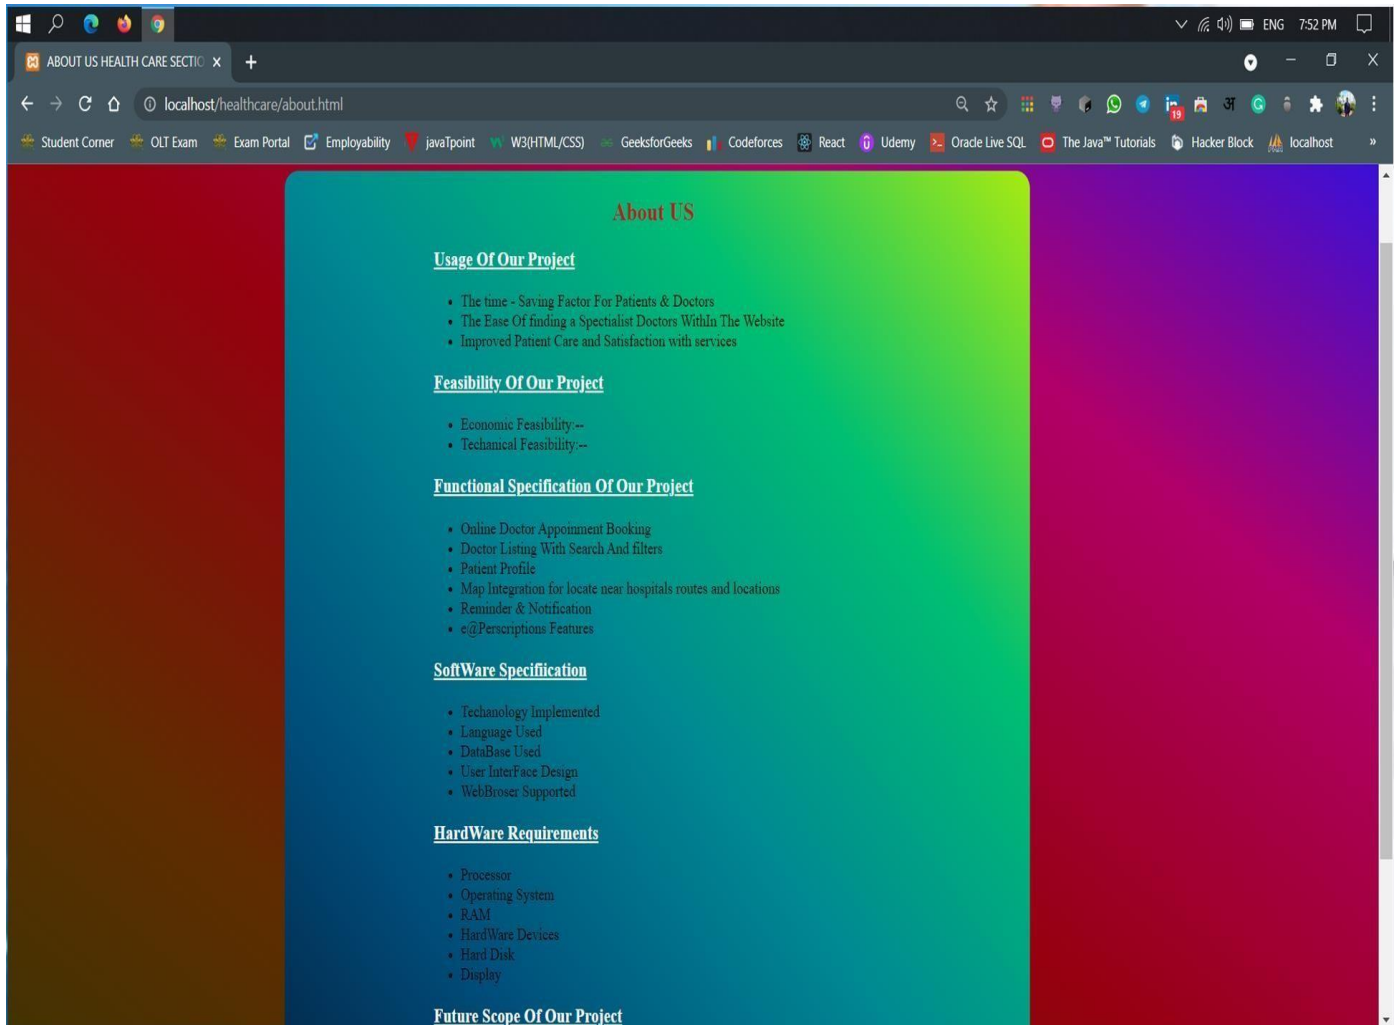 ENG 7:52 PM
ABOUT US HEALTH CARE SECTIO
localhost/healthcare/about.html
अ
19
Student Corner OLT Exam Exam Portal Employability javaTpoint W3(HTML/CSS) GeeksforGeeks Codeforces React Udemy Oracle Live SQL The Java™ Tutorials Hacker Block localhost »
About US
Usage Of Our Project
• The time - Saving Factor For Patients & Doctors
• The Ease Of finding a Spectialist Doctors WithIn The Website
• Improved Patient Care and Satisfaction with services
Feasibility Of Our Project
• Economic Feasibility:--
• Techanical Feasibility:--
Functional Specification Of Our Project
• Online Doctor Appoinment Booking
• Doctor Listing With Search And filters
• Patient Profile
• Map Integration for locate near hospitals routes and locations
• Reminder & Notification
• e@Perscriptions Features
SoftWare Specifiication
• Techanology Implemented
• Language Used
• DataBase Used
• User InterFace Design
• WebBroser Supported
HardWare Requirements
• Processor
• Operating System
• RAM
• HardWare Devices
• Hard Disk
• Display
Future Scope Of Our Project